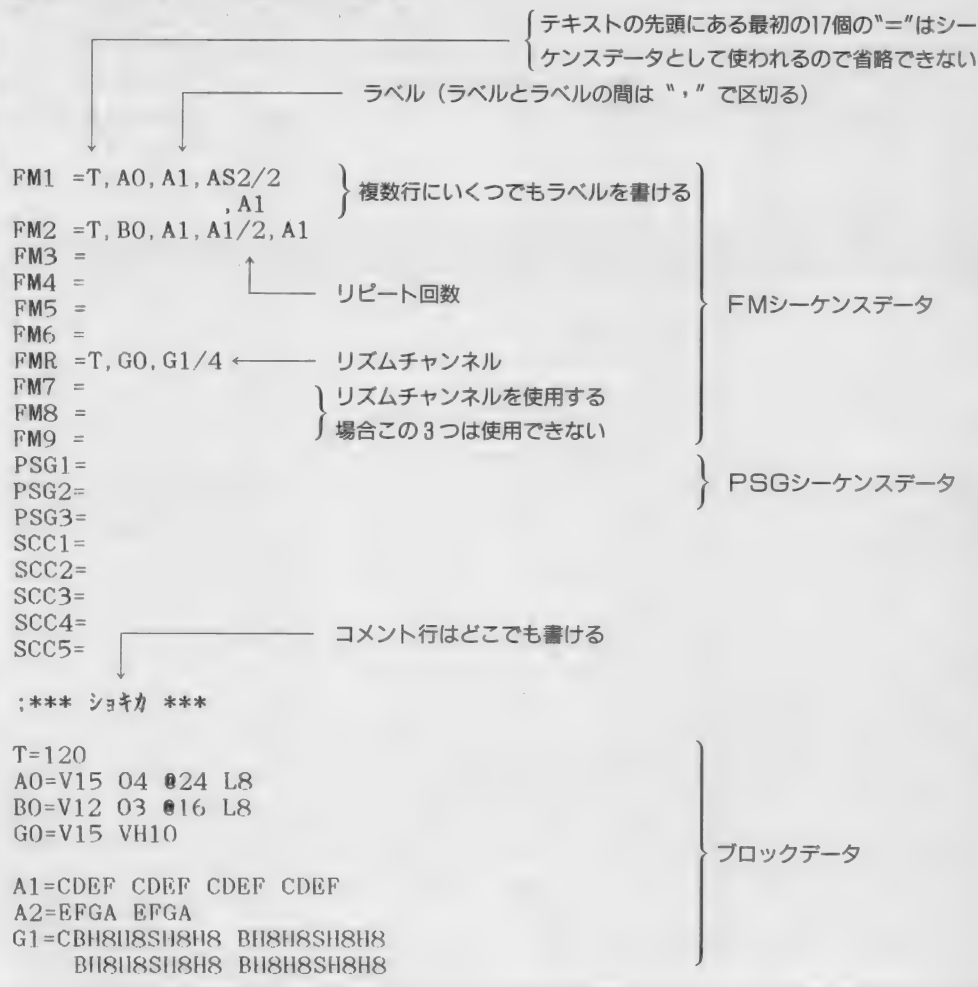 テキストの先頭にある最初の17個の“=”はシー
ケンスデータとして使われるので省略できない
ラベル（ラベルとラベルの間は“，”で区切る）
FM1 =T, A0, A1, AS2/2
, A1
複数行にいくつでもラベルを書ける
FM2 =T, B0, A1, A1/2, A1
FM3 =
FM4 =
リピート回数
FM5 =
FMシーケンスデータ
FM6 =
FMR =T, G0, G1/4
リズムチャンネル
FM7 =
リズムチャンネルを使用する
FM8 =
場合この3つは使用できない
FM9 =
PSG1=
PSG2=
PSGシーケンスデータ
PSG3=
SCC1=
SCC2=
SCC3=
SCC4=
コメント行はどこでも書ける
SCC5=
;*** ショキカ ***
T=120
A0=V15 O4 @24 L8
B0=V12 O3 @16 L8
G0=V15 VH10
ブロックデータ
A1=CDEF CDEF CDEF CDEF
A2=EFGA EFGA
G1=CBH8H8SH8H8 BH8H8SH8H8
BH8H8SH8H8 BH8H8SH8H8